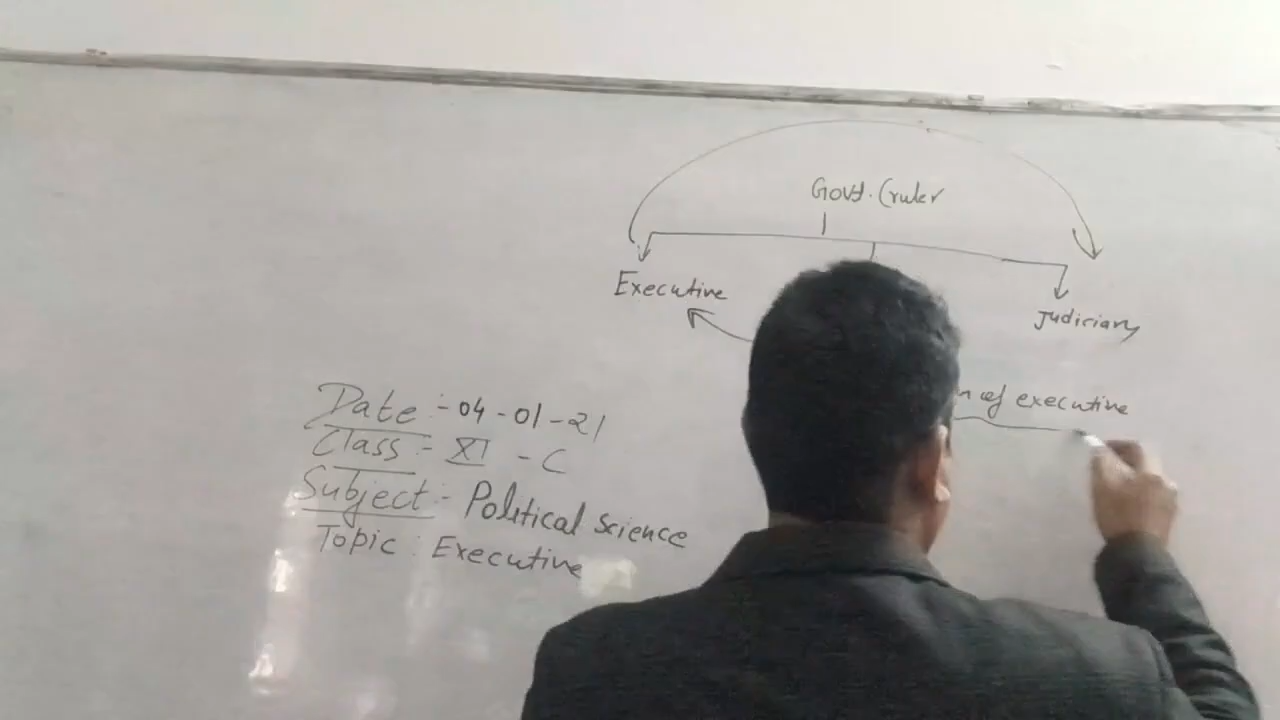 Govt. (ruler
Executive
Judiciary
of executive
Date :- 04-01-21
Class - XI - C
Subject :- Political Science
Topic : Executive